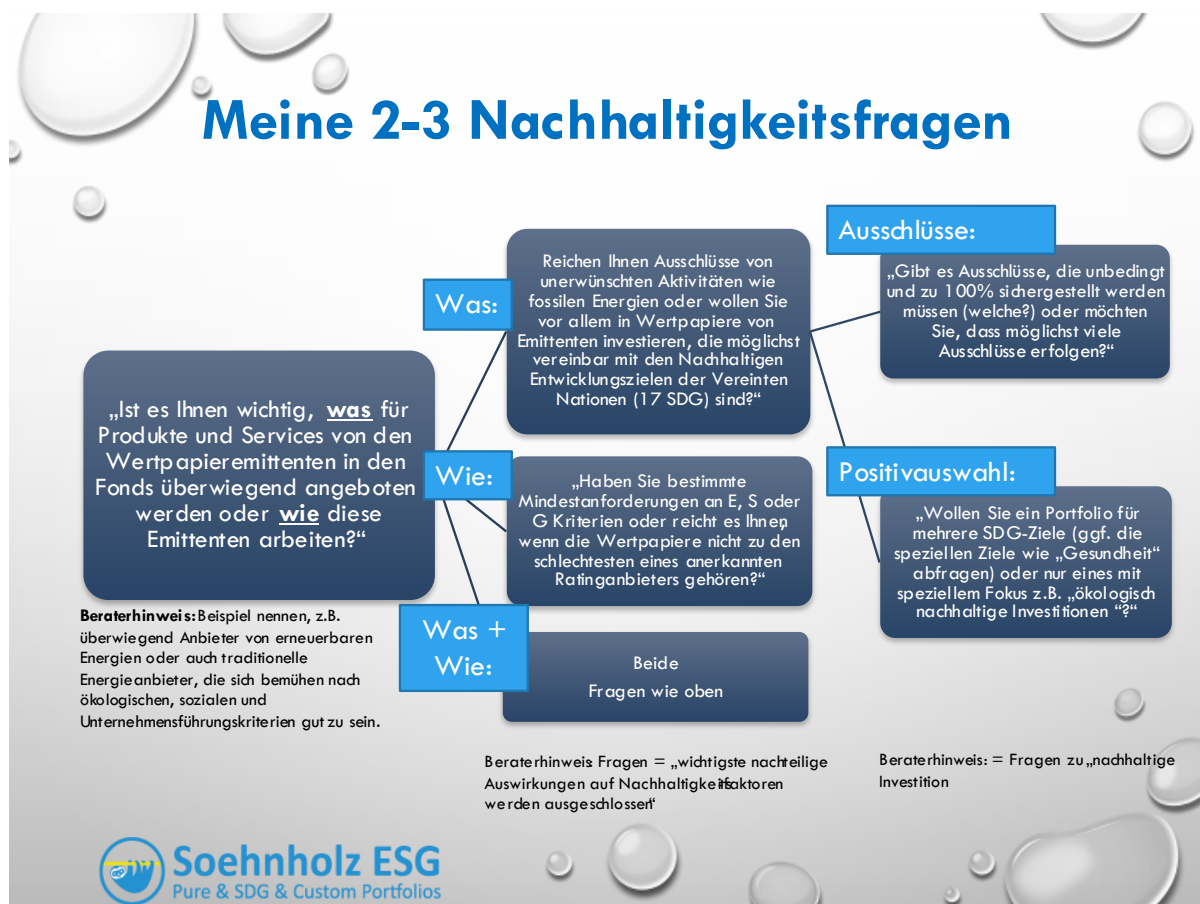 Meine 2-3 Nachhaltigkeitsfragen
„Ist es Ihnen wichtig, was für
Produkte und Services von den
Wertpapieremittenten in den
Fonds überwiegend angeboten
werden oder wie diese
Emittenten arbeiten?“
Beraterhinweis: Beispiel nennen, z.B.
überwiegend Anbieter von erneuerbaren
Energien oder auch traditionelle
Energieanbieter, die sich bemühen nach
ökologischen, sozialen und
Unternehmensführungskriterien gut zu sein.
Was:
Reichen Ihnen Ausschlüsse von
unerwünschten Aktivitäten wie
fossilen Energien oder wollen Sie
vor allem in Wertpapiere von
Emittenten investieren, die möglichst
vereinbar mit den Nachhaltigen
Entwicklungszielen der Vereinten
Nationen (17 SDG) sind?“
Wie:
„Haben Sie bestimmte
Mindestanforderungen an E, S oder
G Kriterien oder reicht es Ihnen,
wenn die Wertpapiere nicht zu den
schlechtesten eines anerkannten
Ratinganbieters gehören?“
Was +
Wie:
Beide
Fragen wie oben
Beraterhinweis: Fragen = „wichtigste nachteilige
Auswirkungen auf Nachhaltigkeitsfaktoren
werden ausgeschlossen“
Ausschlüsse:
„Gibt es Ausschlüsse, die unbedingt
und zu 100% sichergestellt werden
müssen (welche?) oder möchten
Sie, dass möglichst viele
Ausschlüsse erfolgen?“
Positivauswahl:
„Wollen Sie ein Portfolio für
mehrere SDG-Ziele (ggf. die
speziellen Ziele wie „Gesundheit“
abfragen) oder nur eines mit
speziellem Fokus z.B. „ökologisch
nachhaltige Investitionen “?“
Beraterhinweis: = Fragen zu „nachhaltige
Investition
Soehnholz ESG
Pure & SDG & Custom Portfolios